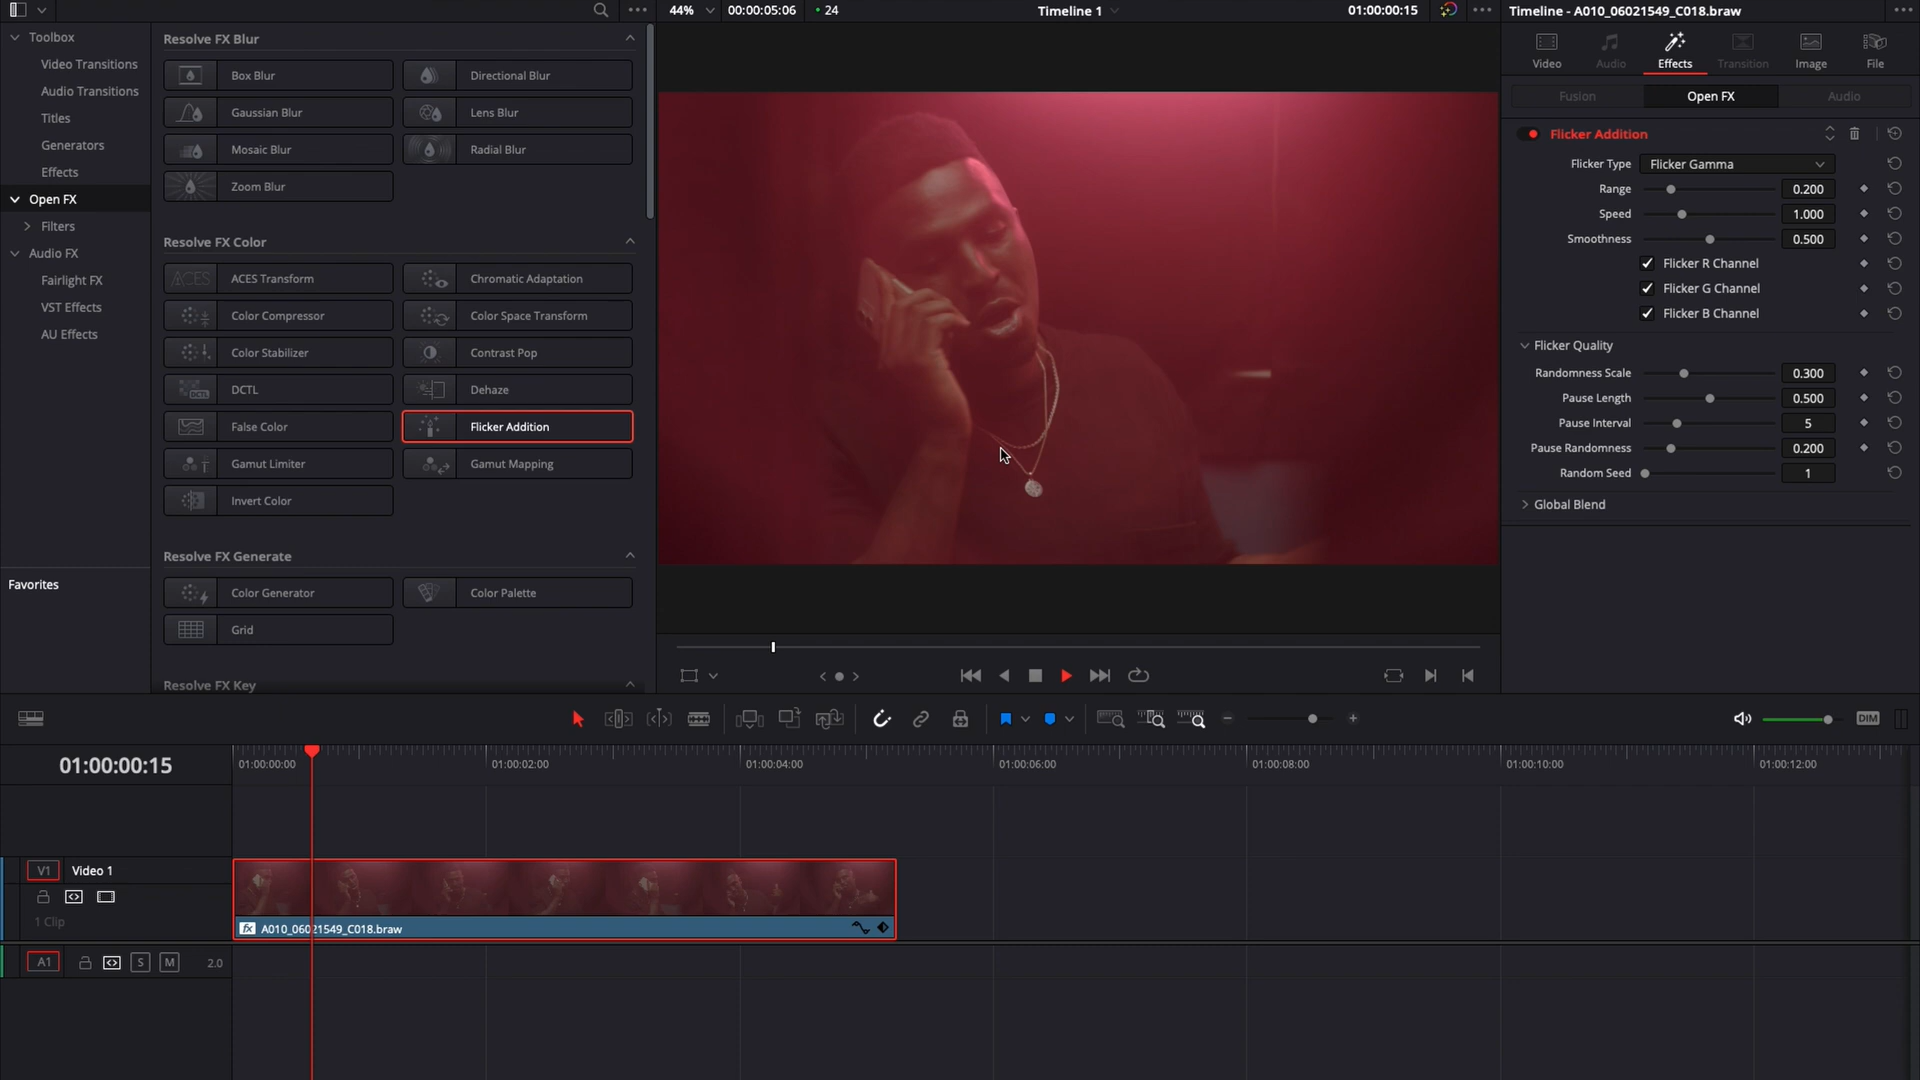 44%
00:00:05:06
24
Timeline 1
01:00:00:15
Timeline - A010_06021549_C018.braw
Toolbox
Video Transitions
Audio Transitions
Titles
Generators
Effects
Open FX
Filters
Audio FX
Fairlight FX
VST Effects
AU Effects
Favorites
Resolve FX Blur
Box Blur
Directional Blur
Gaussian Blur
Lens Blur
Mosaic Blur
Radial Blur
Zoom Blur
Resolve FX Color
ACES
ACES Transform
Chromatic Adaptation
Color Compressor
Color Space Transform
Color Stabilizer
Contrast Pop
DCTL
DCTL
Dehaze
False Color
Flicker Addition
Gamut Limiter
Gamut Mapping
Invert Color
Resolve FX Generate
Color Generator
Color Palette
Grid
Resolve FX Key
Video
Audio
Effects
Transition
Image
File
Fusion
Open FX
Audio
Flicker Addition
Flicker Type Flicker Gamma
Range 0.200
Speed 1.000
Smoothness 0.500
Flicker R Channel
Flicker G Channel
Flicker B Channel
Flicker Quality
Randomness Scale 0.300
Pause Length 0.500
Pause Interval 5
Pause Randomness 0.200
Random Seed 1
Global Blend
DIM
01:00:00:15
01:00:00:00
01:00:02:00
01:00:04:00
01:00:06:00
01:00:08:00
01:00:10:00
01:00:12:00
V1 Video 1
1 Clip
fx A010_06021549_C018.braw
A1 S M 2.0